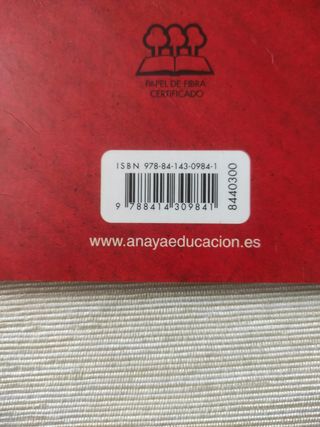 PAPEL DE FIBRA
CERTIFICADO
ISBN 978-84-143-0984-1
9 788414 309841
8440300
www.anayaeducacion.es